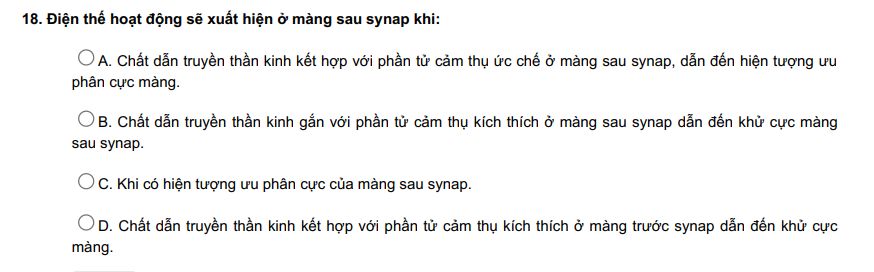 18. Điện thế hoạt động sẽ xuất hiện ở màng sau synap khi:
A. Chất dẫn truyền thần kinh kết hợp với phần tử cảm thụ ức chế ở màng sau synap, dẫn đến hiện tượng ưu
phân cực màng.
B. Chất dẫn truyền thần kinh gắn với phần tử cảm thụ kích thích ở màng sau synap dẫn đến khử cực màng
sau synap.
C. Khi có hiện tượng ưu phân cực của màng sau synap.
D. Chất dẫn truyền thần kinh kết hợp với phần tử cảm thụ kích thích ở màng trước synap dẫn đến khử cực
màng.